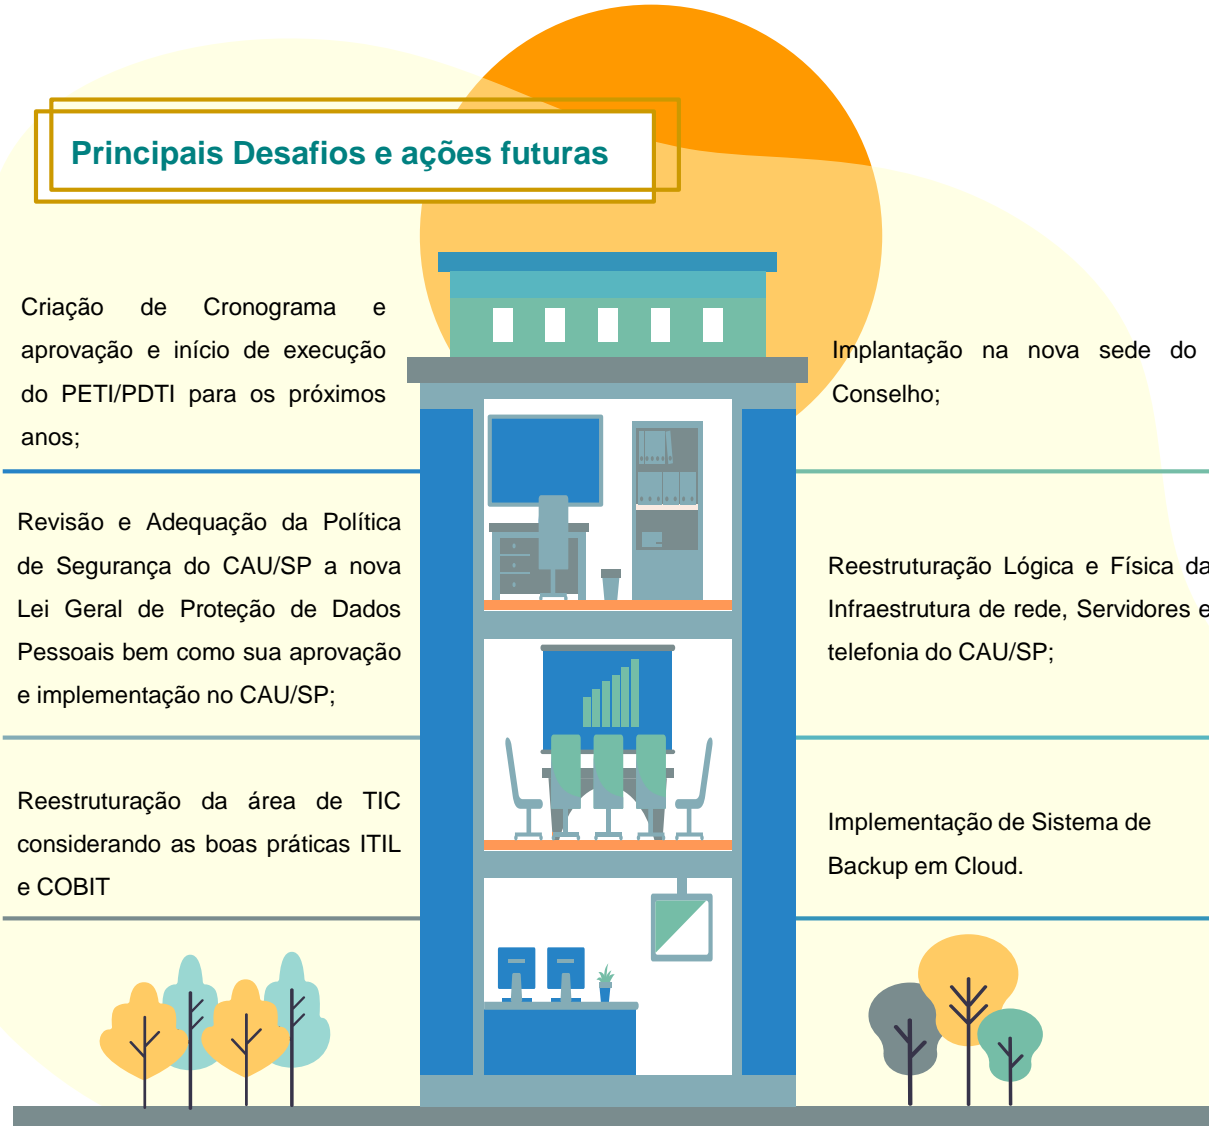 Principais Desafios e ações futuras
Criação de Cronograma e
aprovação e início de execução
do PETI/PDTI para os próximos
anos;
Revisão e Adequação da Política
de Segurança do CAU/SP a nova
Lei Geral de Proteção de Dados
Pessoais bem como sua aprovação
e implementação no CAU/SP;
Reestruturação da área de TIC
considerando as boas práticas ITIL
e COBIT
Implantação na nova sede do
Conselho;
Reestruturação Lógica e Física da
Infraestrutura de rede, Servidores e
telefonia do CAU/SP;
Implementação de Sistema de
Backup em Cloud.